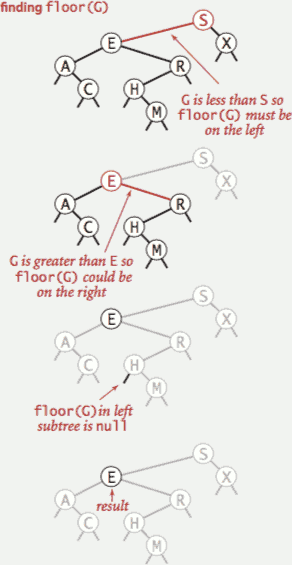 finding floor(G)
S
E
X
A
R
C
H
M
G is less than S so
floor(G) must be
on the left
S
E
X
A
R
C
H
M
G is greater than E so
floor(G) could be
on the right
S
E
X
A
R
C
H
M
floor(G) in left
subtree is null
S
E
X
A
R
result
C
H
M